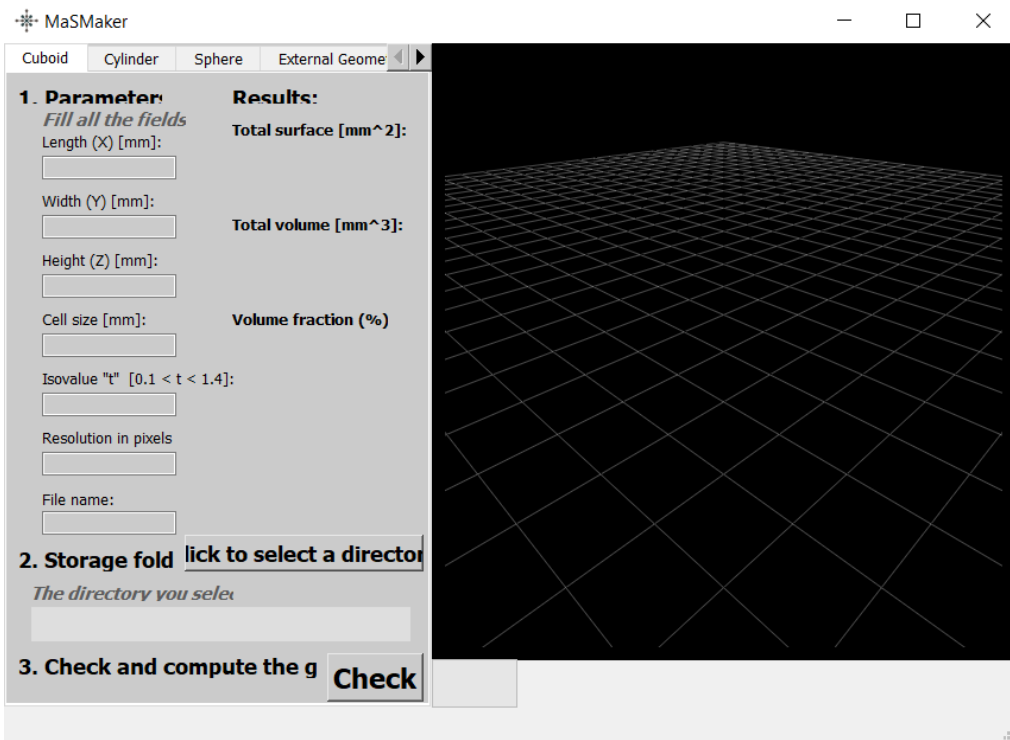 MaSMaker
Cuboid Cylinder Sphere External Geome
1. Parameters
Results:
Fill all the fields
Total surface [mm^2]:
Length (X) [mm]:
Width (Y) [mm]:
Total volume [mm^3]:
Height (Z) [mm]:
Cell size [mm]:
Volume fraction (%)
Isovalue "t" [0.1 < t < 1.4]:
Resolution in pixels
File name:
2. Storage fold
lick to select a director
The directory you selec
3. Check and compute the g
Check